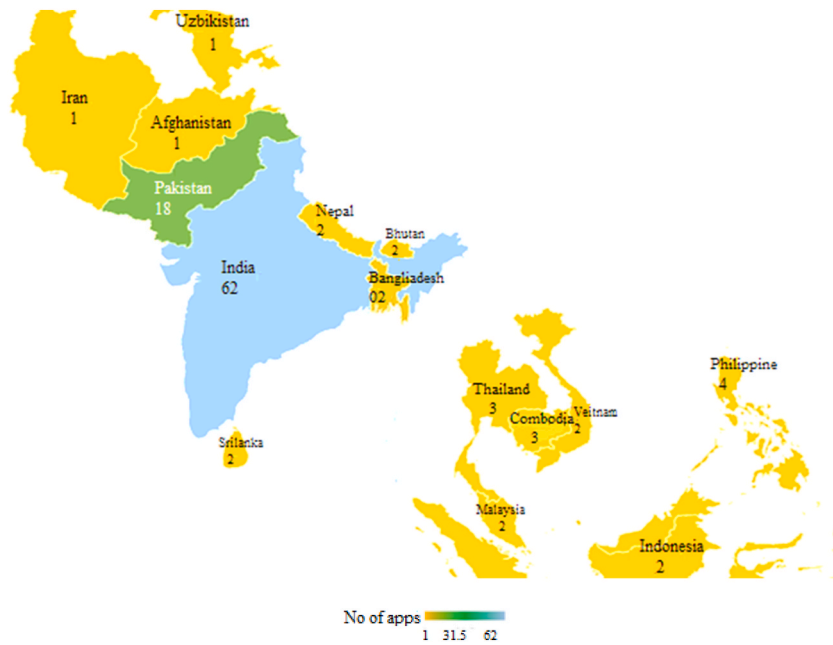 Uzbikistan
1
Iran
1
Afghanistan
1
Pakistan
18
Nepal
2
Bhutan
2
India
62
Bangliadesh
02
Srilanka
2
Philippine
4
Thailand
3
Combodia
3
Veitnam
2
Malaysia
2
Indonesia
2
No of apps
1 31.5 62